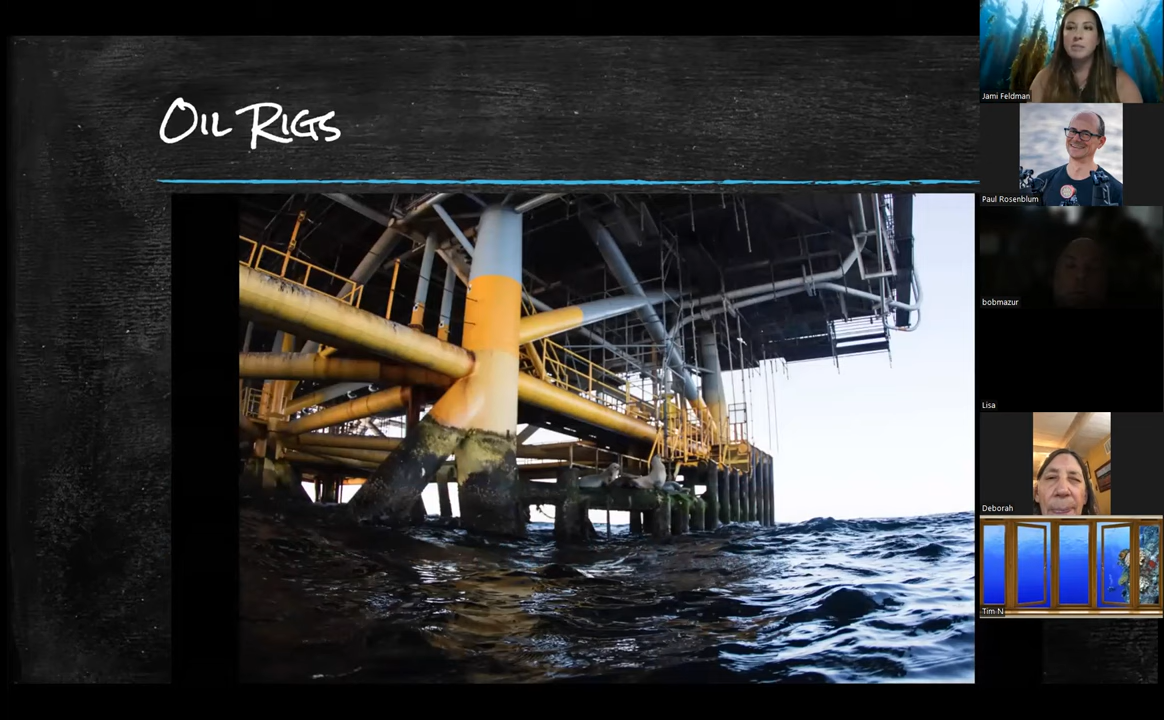 Oil Rigs
Jami Feldman
Paul Rosenblum
bobmazur
Lisa
Deborah
Tim N